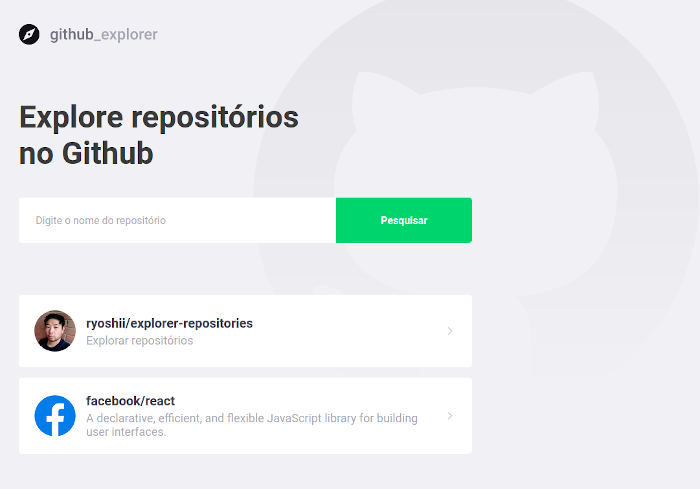 github_explorer
Explore repositórios
no Github
Digite o nome do repositório
Pesquisar
ryoshii/explorer-repositories
Explorar repositórios
facebook/react
A declarative, efficient, and flexible JavaScript library for building
user interfaces.